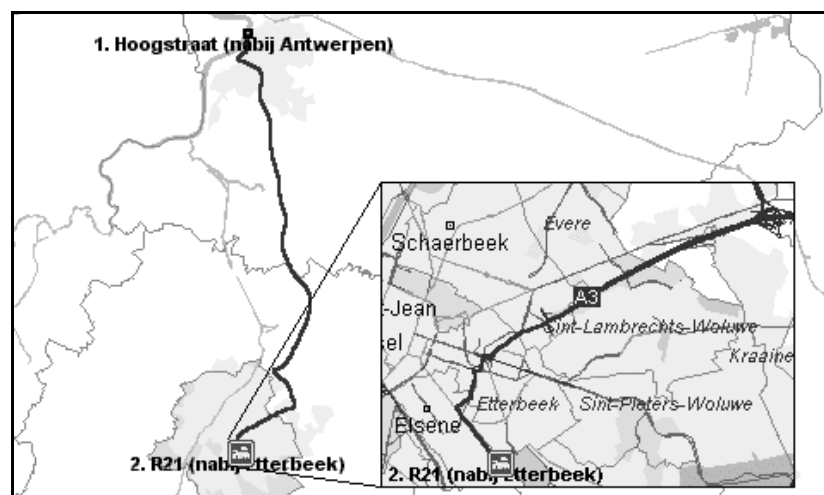 1. Hoogstraat (nabij Antwerpen)
Evere
Schaerbeek
A3
t-Jean
Sint-Lambrechts-Woluwe
sel
Kraaine
Etterbeek
Sint-Pieters-Woluwe
Elsene
2. R21 (nabij Etterbeek)
2. R21 (nabij Etterbeek)